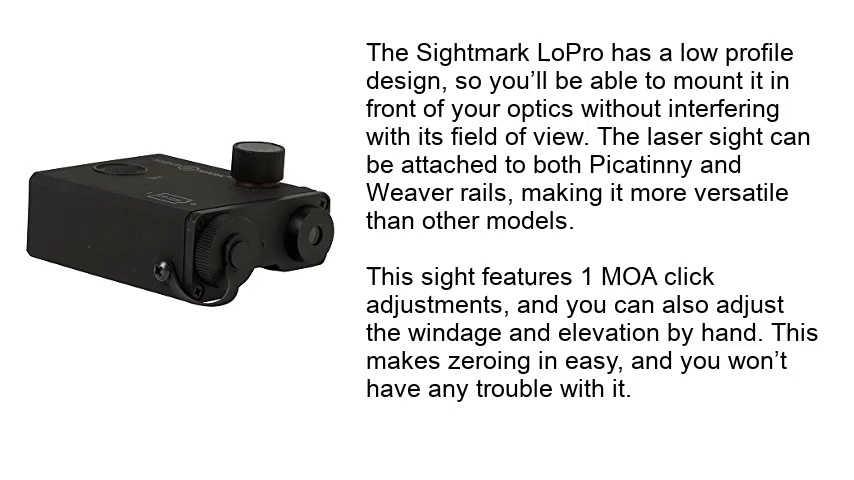 The Sightmark LoPro has a low profile
design, so you’ll be able to mount it in
front of your optics without interfering
with its field of view. The laser sight can
be attached to both Picatinny and
Weaver rails, making it more versatile
than other models.
This sight features 1 MOA click
adjustments, and you can also adjust
the windage and elevation by hand. This
makes zeroing in easy, and you won’t
have any trouble with it.